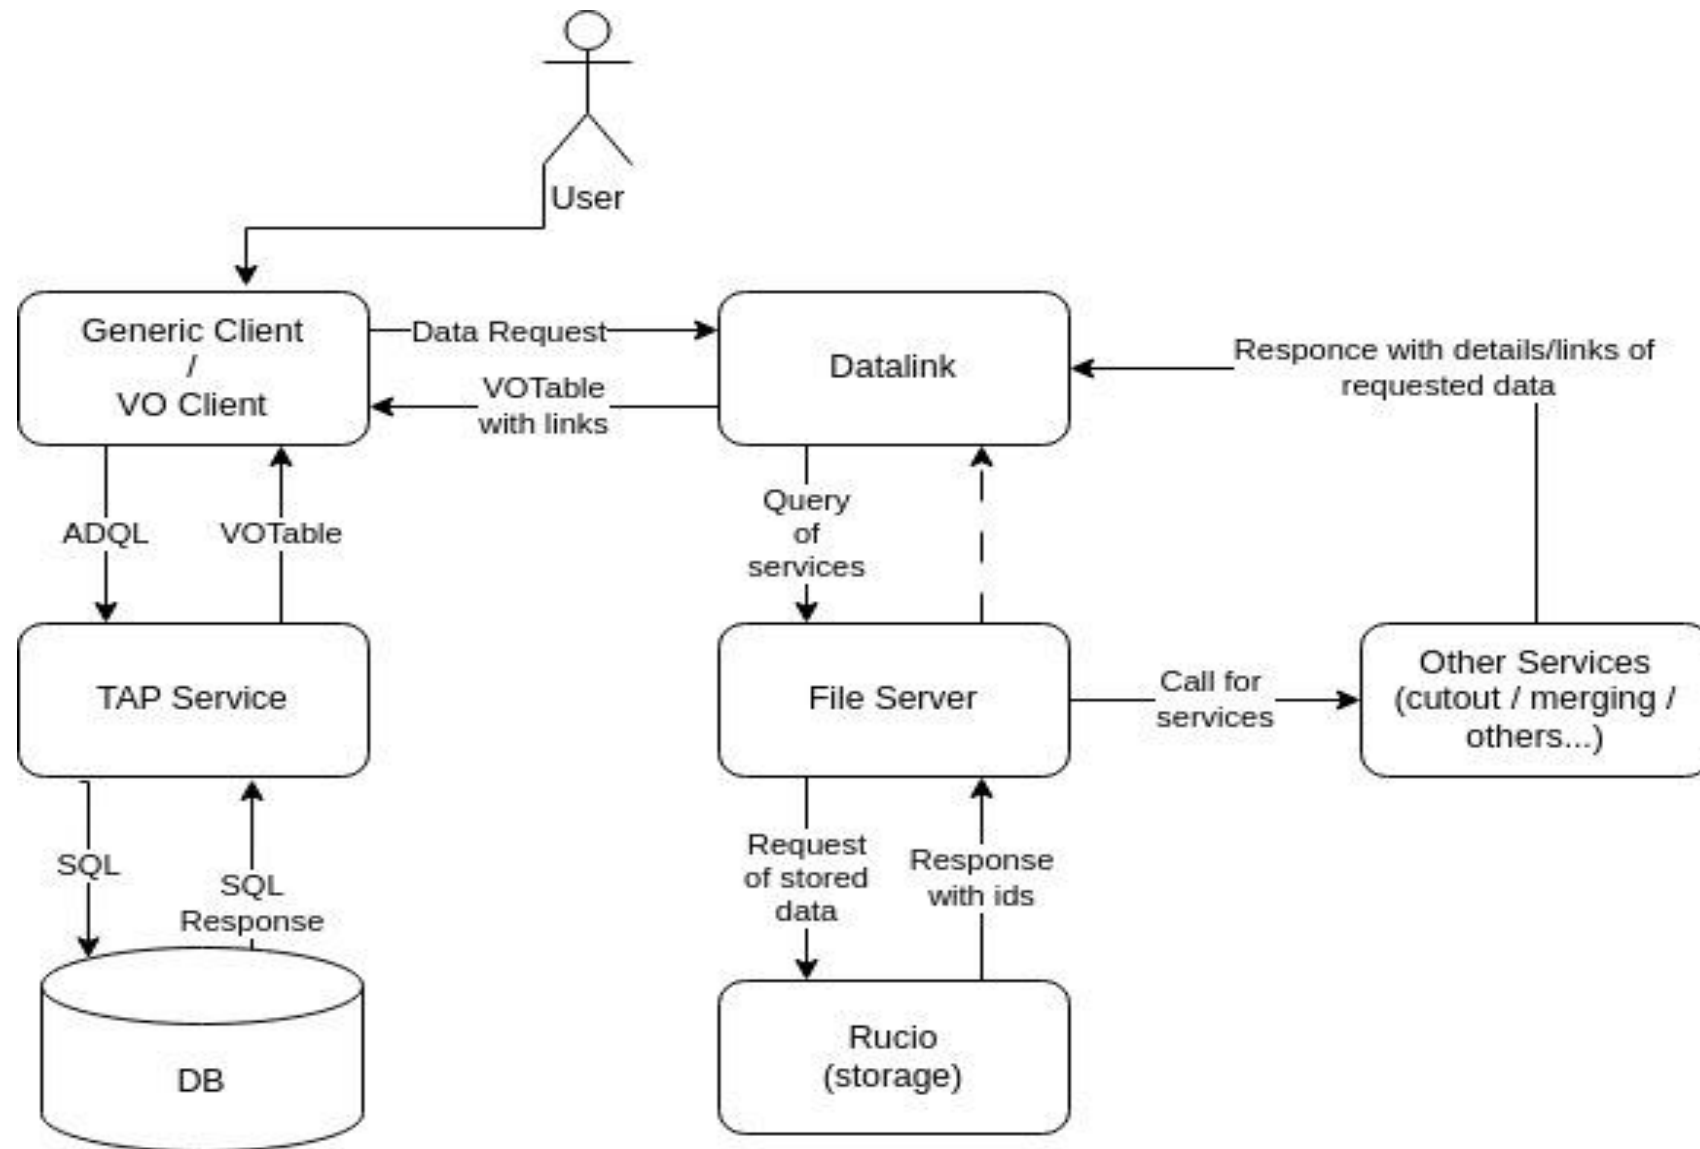 User
Generic Client
/
VO Client
Data Request
VOTable
with links
Datalink
Responce with details/links of
requested data
ADQL
VOTable
Query
of
services
TAP Service
File Server
Call for
services
Other Services
(cutout / merging /
others...)
SQL
SQL
Response
Request
of stored
data
Response
with ids
DB
Rucio
(storage)